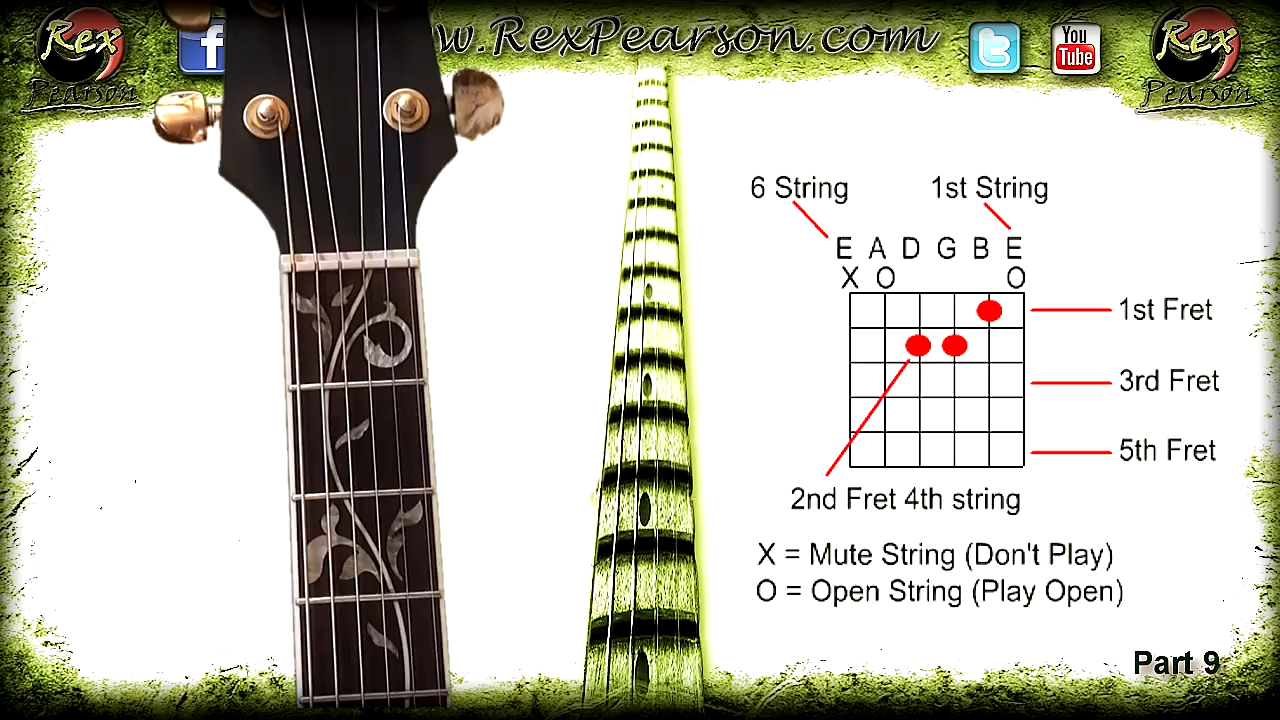 Rex
Pearson
f
w.RexPearson.com
t
You
Tube
Rex
Pearson
6 String
1st String
E A D G B E
X O O
1st Fret
3rd Fret
5th Fret
2nd Fret 4th string
X = Mute String (Don't Play)
O = Open String (Play Open)
Part 9